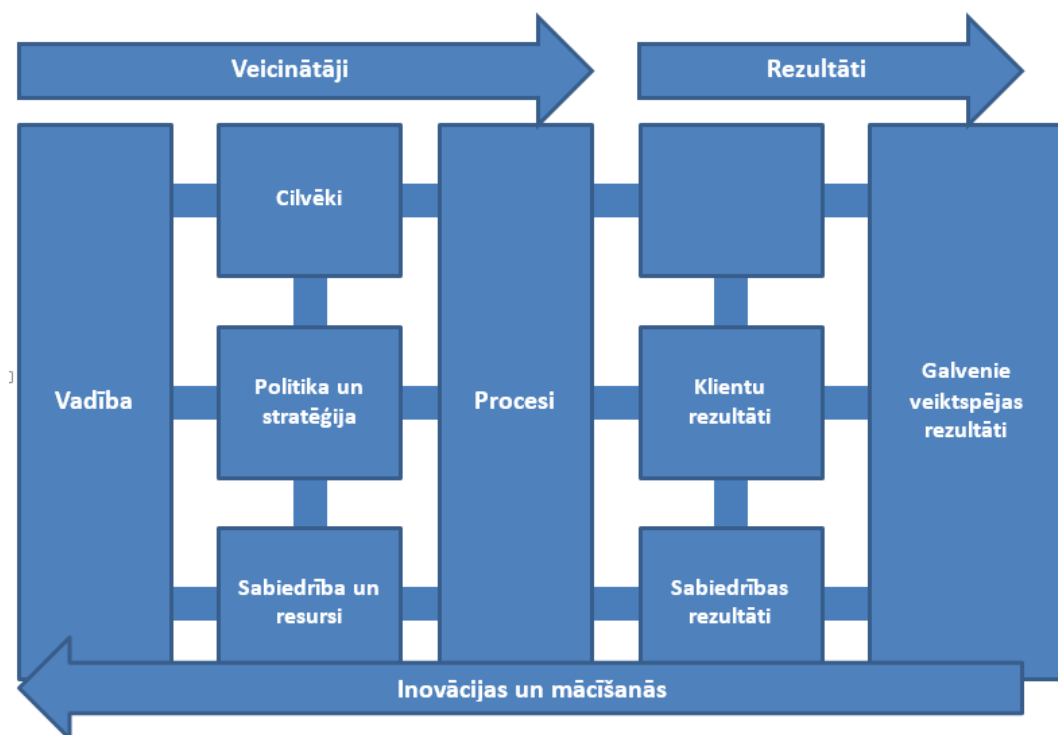 Veicinātāji
Rezultāti
Cilvēki
Vadība
Politika un
stratēģija
Procesi
Klientu
rezultāti
Galvenie
veiktspējas
rezultāti
Sabiedrība un
resursi
Sabiedrības
rezultāti
Inovācijas un mācīšanās